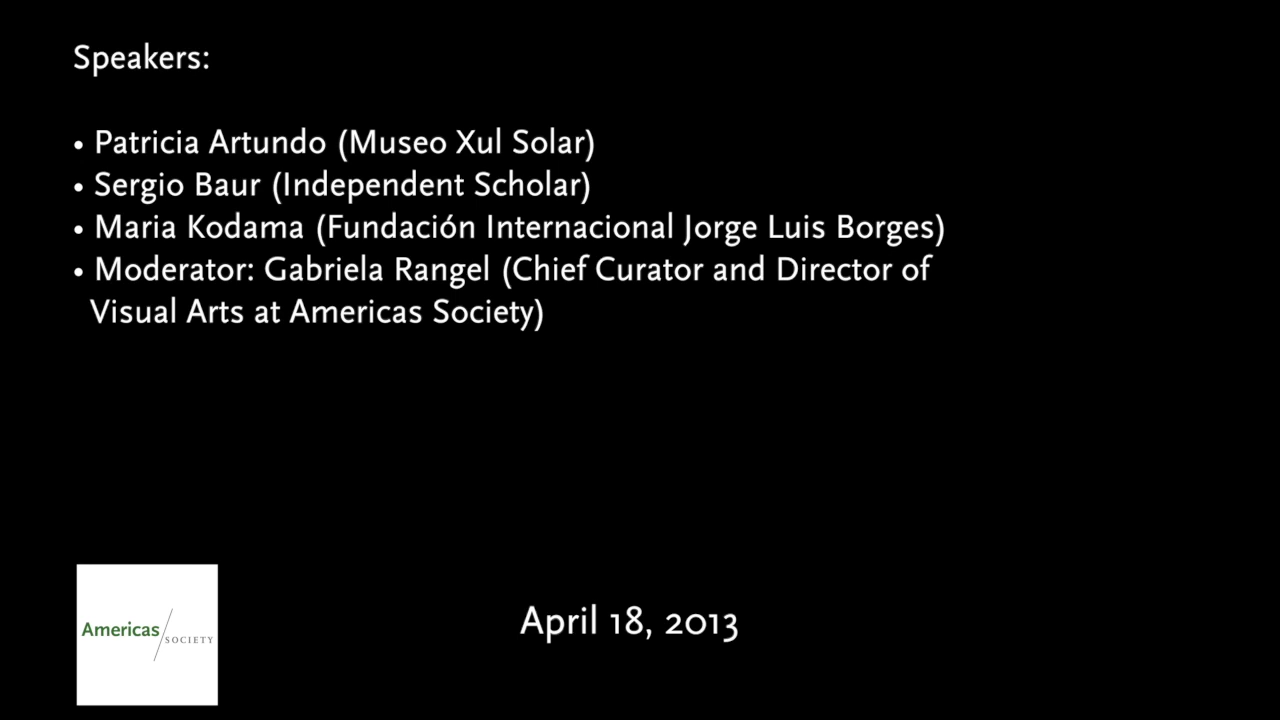 Speakers:
• Patricia Artundo (Museo Xul Solar)
• Sergio Baur (Independent Scholar)
• Maria Kodama (Fundación Internacional Jorge Luis Borges)
• Moderator: Gabriela Rangel (Chief Curator and Director of
Visual Arts at Americas Society)
Americas/SOCIETY
April 18, 2013